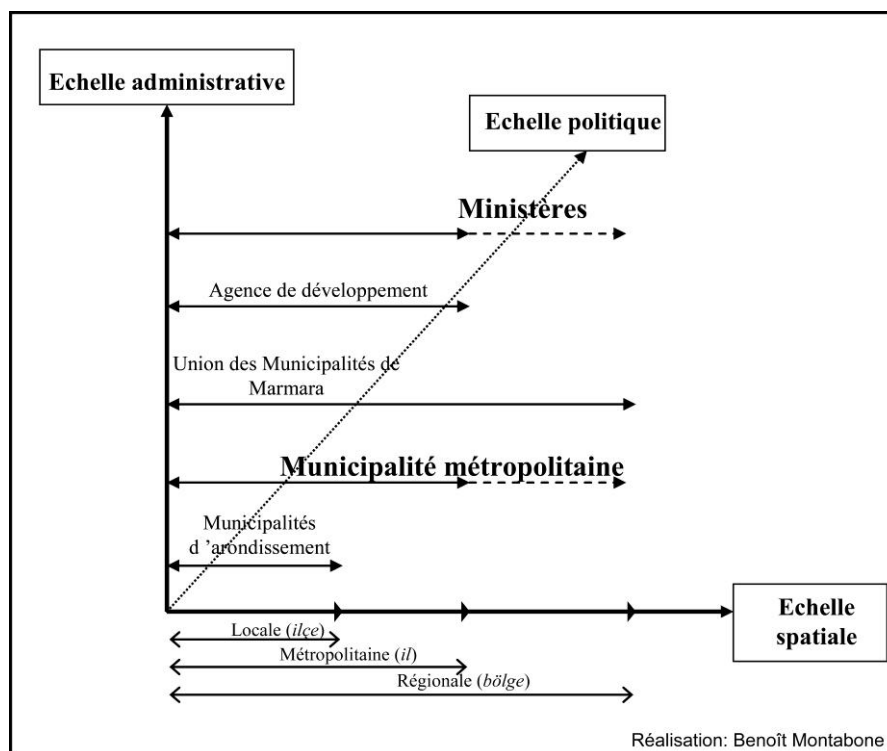 Echelle administrative
Echelle politique
Ministères
Agence de développement
Union des Municipalités de
Marmara
Municipalité métropolitaine
Municipalités
d 'arondissement
Echelle
spatiale
Locale (ilçe)
Métropolitaine (il)
Régionale (bölge)
Réalisation: Benoît Montabone